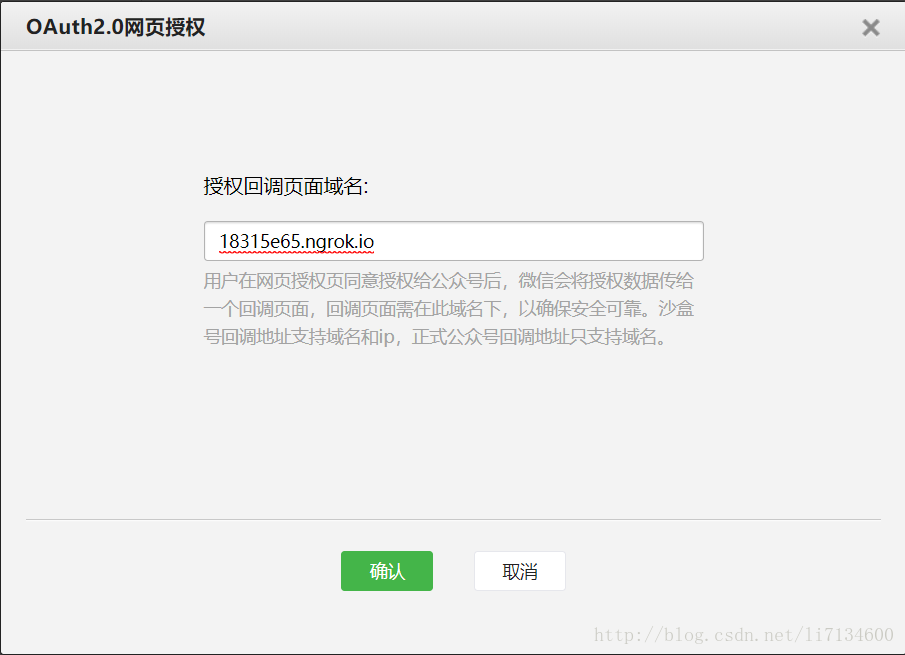 OAuth2.0网页授权
授权回调页面域名:
18315e65.ngrok.io
用户在网页授权页同意授权给公众号后，微信会将授权数据传给
一个回调页面，回调页面需在此域名下，以确保安全可靠。沙盒
号回调地址支持域名和ip，正式公众号回调地址只支持域名。
确认 取消
http://blog.csdn.net/li7134600